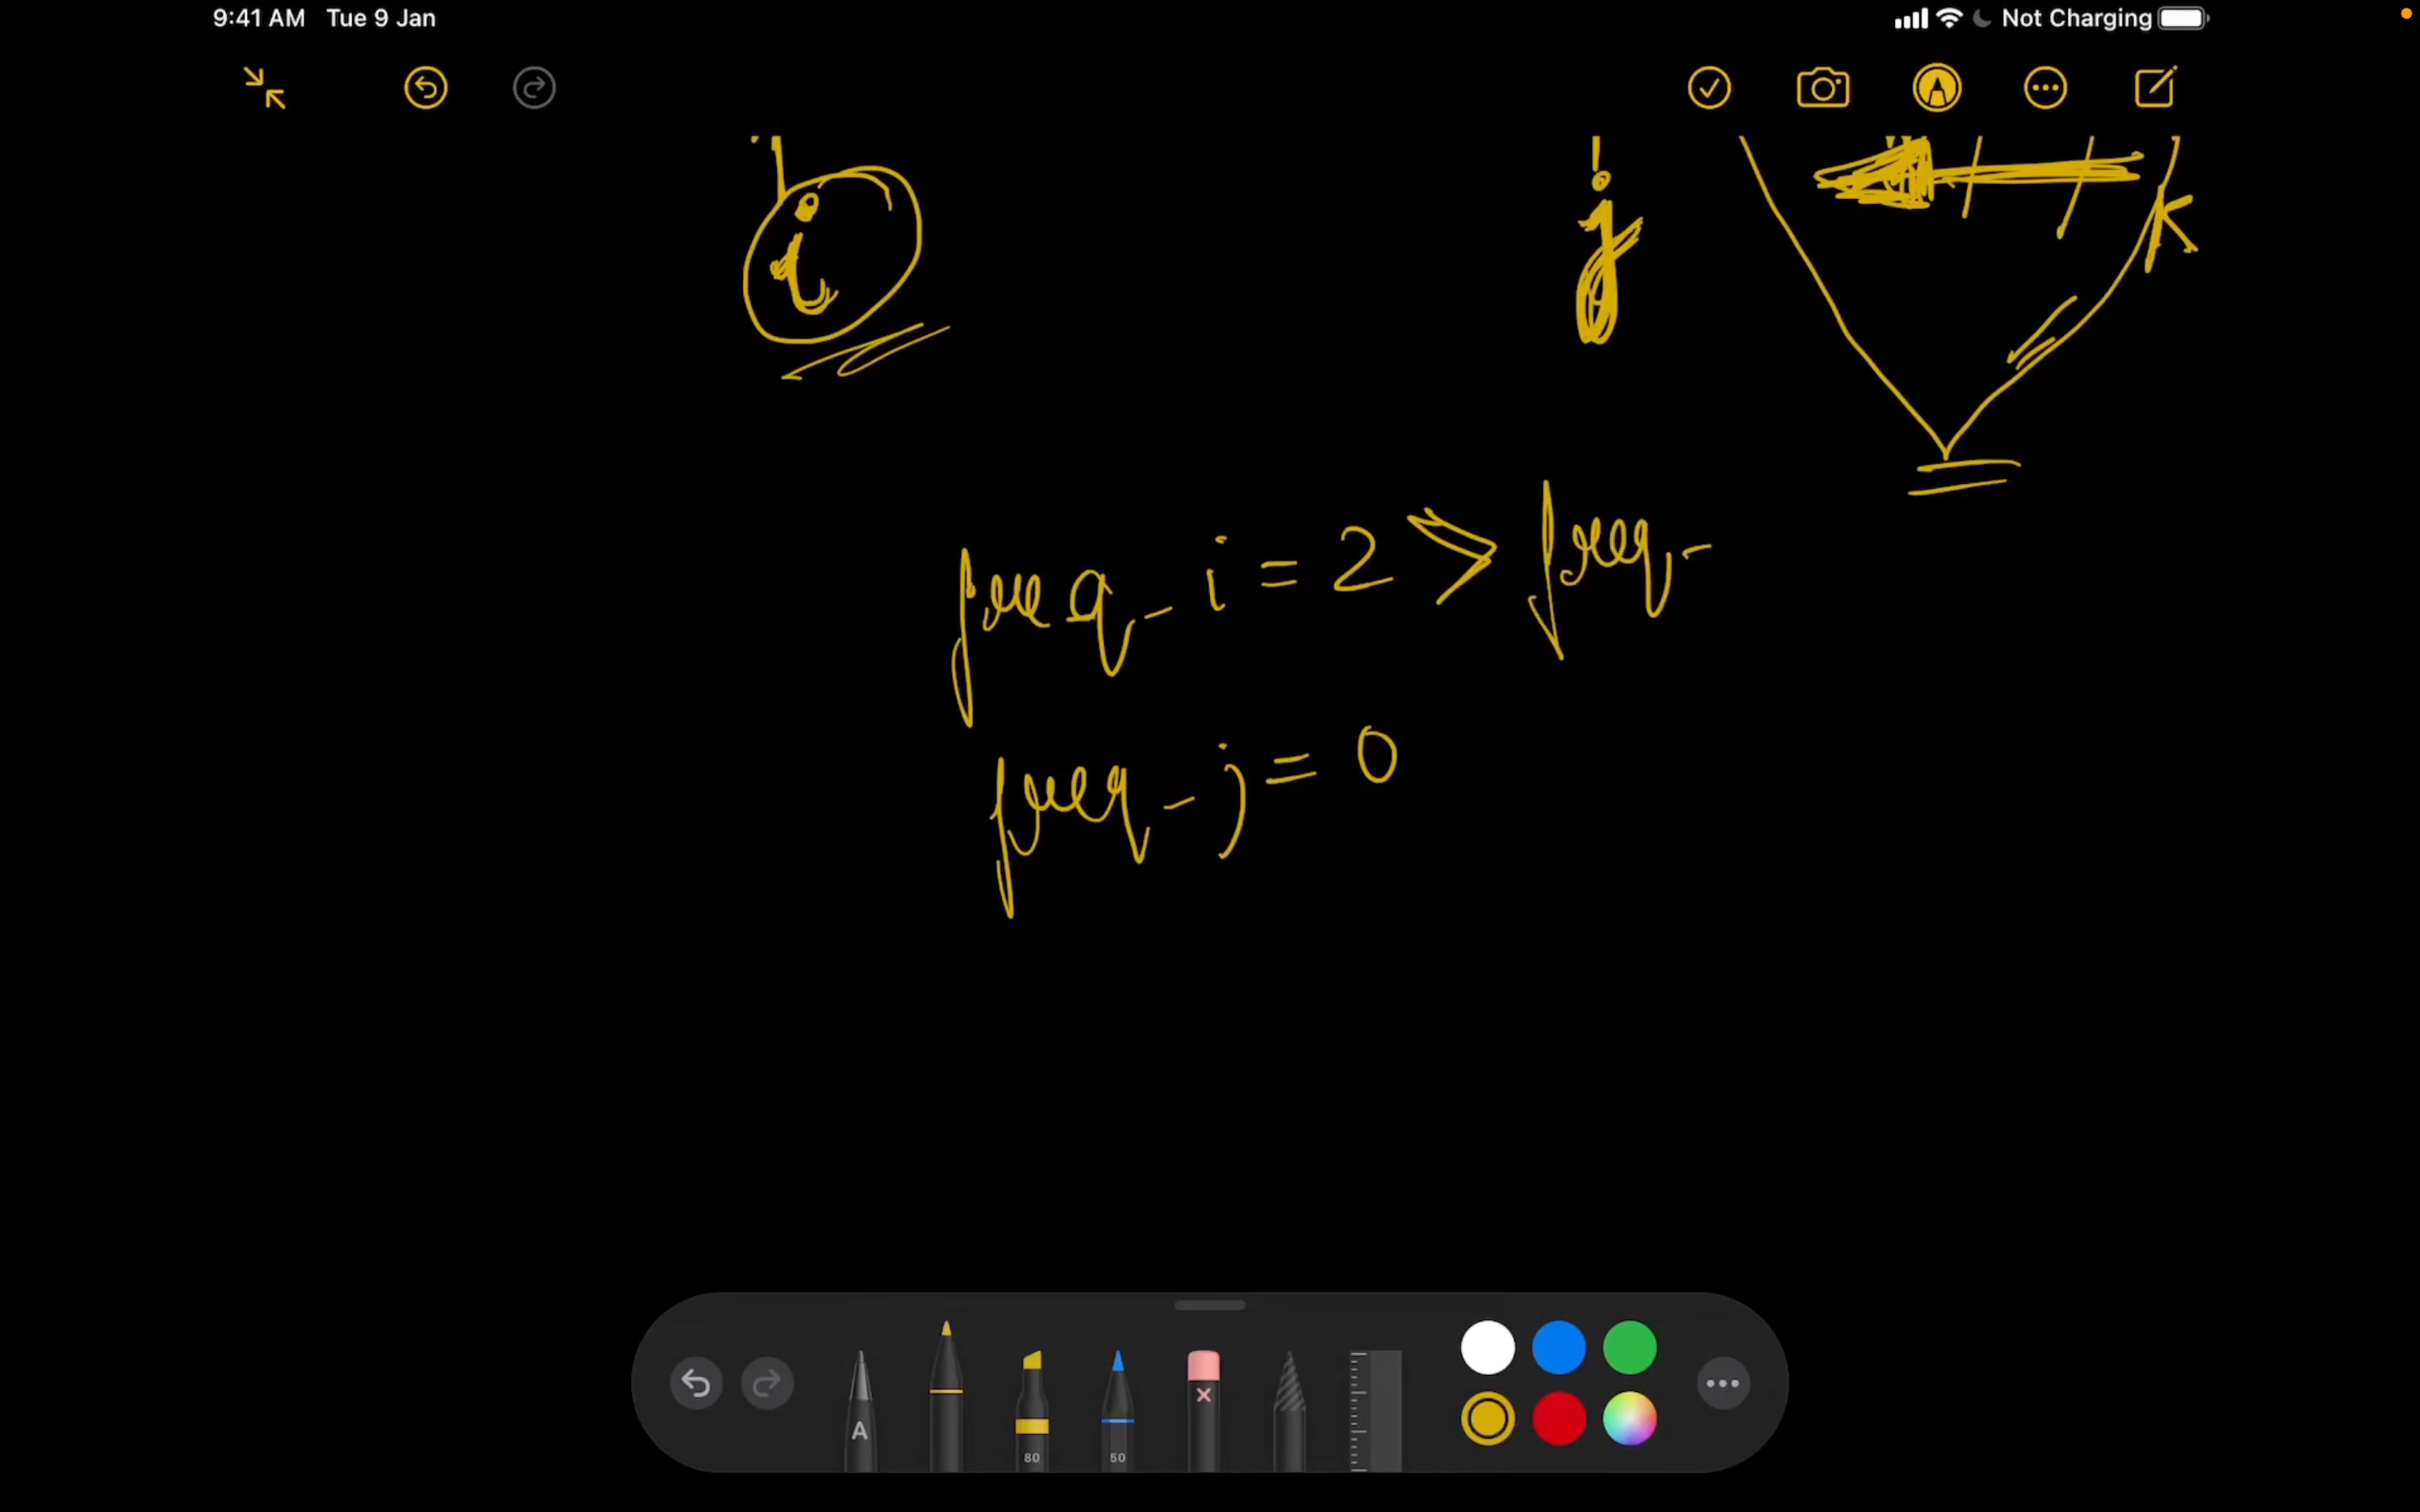 9:41 AM Tue 9 Jan Not Charging
i j k
freq_i = 2 > freq_
freq_j = 0
A 80 50